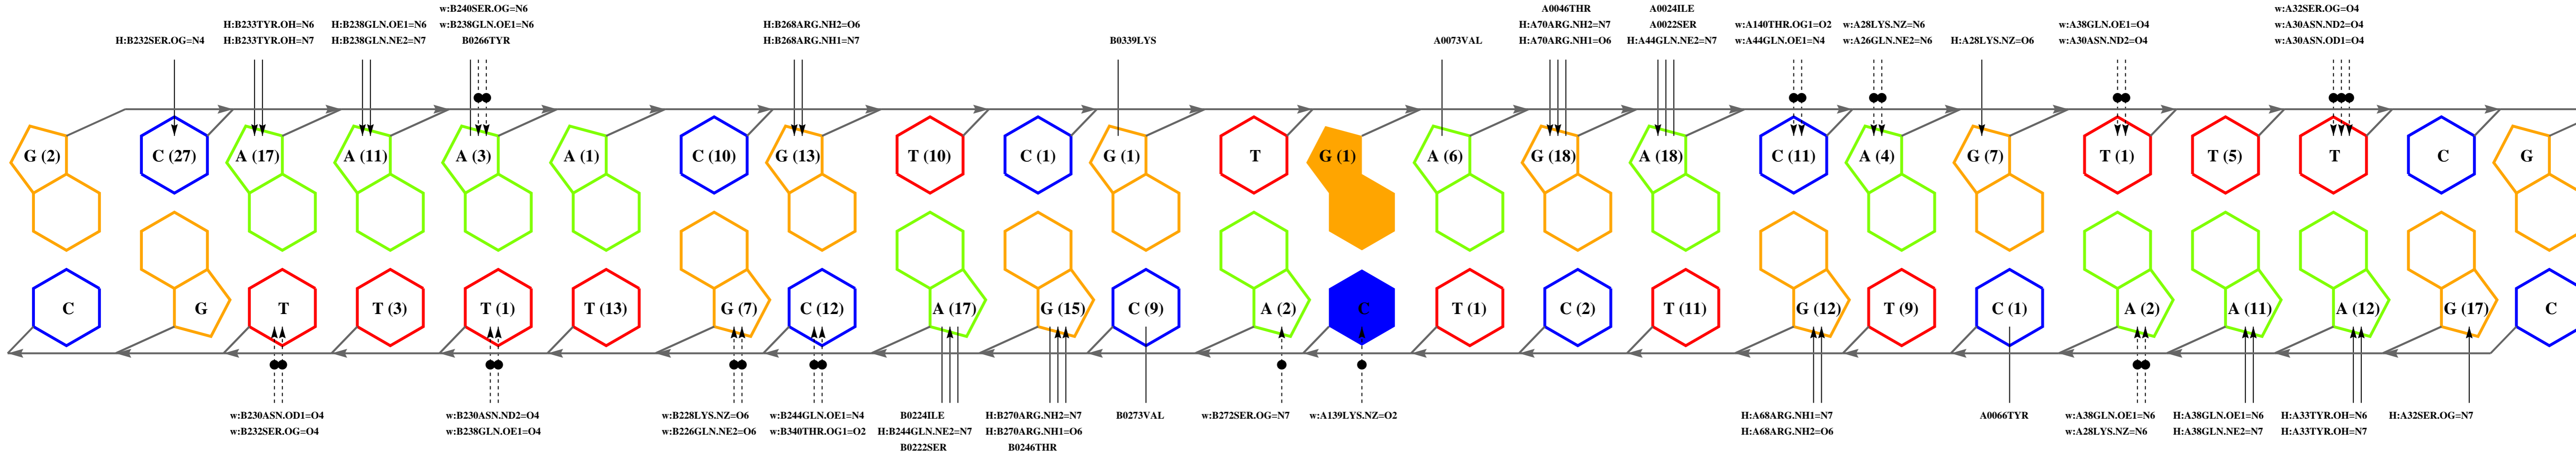 H:B232SER.OG=N4
H:B233TYR.OH=N6
H:B233TYR.OH=N7
H:B238GLN.OE1=N6
H:B238GLN.NE2=N7
w:B240SER.OG=N6
w:B238GLN.OE1=N6
B0266TYR
H:B268ARG.NH2=O6
H:B268ARG.NH1=N7
B0339LYS
A0073VAL
A0046THR
H:A70ARG.NH2=N7
H:A70ARG.NH1=O6
A0024ILE
A0022SER
H:A44GLN.NE2=N7
w:A140THR.OG1=O2
w:A44GLN.OE1=N4
w:A28LYS.NZ=N6
w:A26GLN.NE2=N6
H:A28LYS.NZ=O6
w:A38GLN.OE1=O4
w:A30ASN.ND2=O4
w:A32SER.OG=O4
w:A30ASN.ND2=O4
w:A30ASN.OD1=O4
G (2) C (27) A (17) A (11) A (3) A (1) C (10) G (13) T (10) C (1) G (1) T G (1) A (6) G (18) A (18) C (11) A (4) G (7) T (1) T (5) T C G
C G T T (3) T (1) T (13) G (7) C (12) A (17) G (15) C (9) A (2) C T (1) C (2) T (11) G (12) T (9) C (1) A (2) A (11) A (12) G (17) C
w:B230ASN.OD1=O4
w:B232SER.OG=O4
w:B230ASN.ND2=O4
w:B238GLN.OE1=O4
w:B228LYS.NZ=O6
w:B226GLN.NE2=O6
w:B244GLN.OE1=N4
w:B340THR.OG1=O2
B0224ILE
H:B244GLN.NE2=N7
B0222SER
H:B270ARG.NH2=N7
H:B270ARG.NH1=O6
B0246THR
B0273VAL
w:B272SER.OG=N7
w:A139LYS.NZ=O2
H:A68ARG.NH1=N7
H:A68ARG.NH2=O6
A0066TYR
w:A38GLN.OE1=N6
w:A28LYS.NZ=N6
H:A38GLN.OE1=N6
H:A38GLN.NE2=N7
H:A33TYR.OH=N6
H:A33TYR.OH=N7
H:A32SER.OG=N7